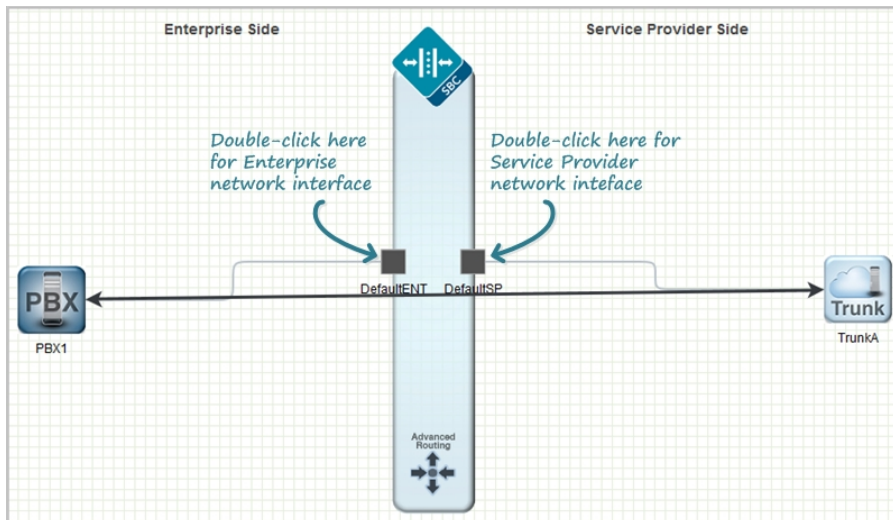 Enterprise Side
Service Provider Side
SBC
Double-click here
for Enterprise
network interface
Double-click here for
Service Provider
network inteface
DefaultENT
DefaultSP
PBX
PBX1
Trunk
TrunkA
Advanced
Routing